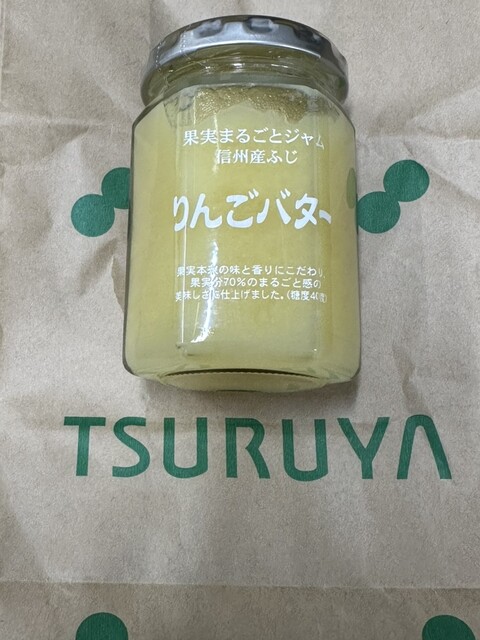 果実まるごとジャム
信州産ふじ
りんごバター
果実本来の味と香りにこだわり、
果実分70%のまるごと感の
美味しさに仕上げました。(糖度40度)
TSURUYA